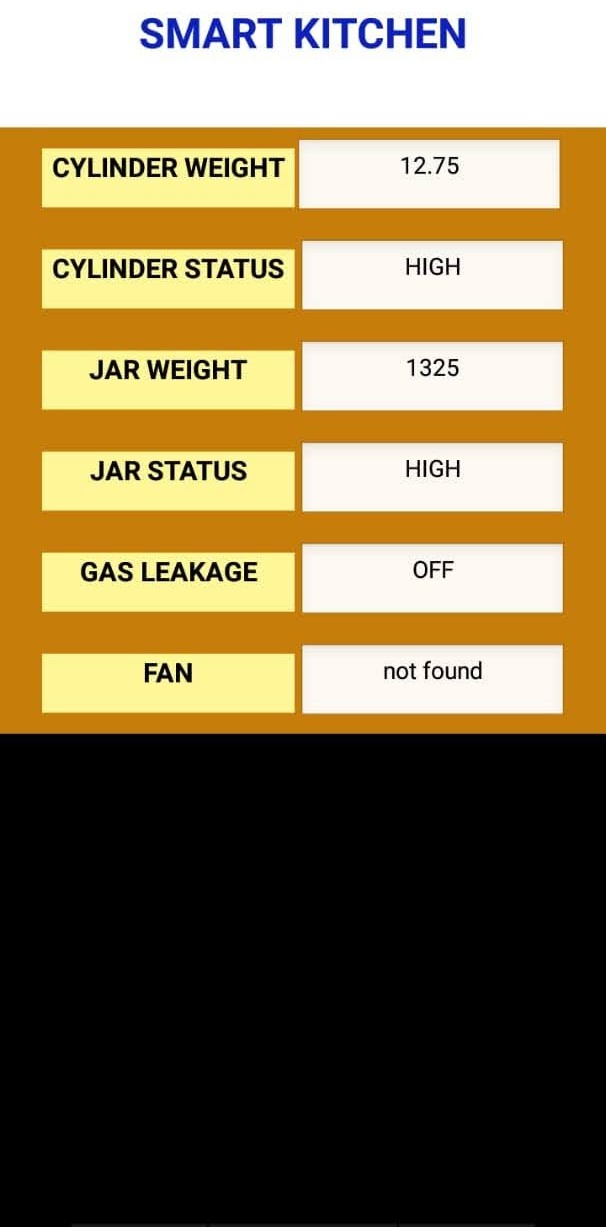 SMART KITCHEN
CYLINDER WEIGHT 12.75
CYLINDER STATUS HIGH
JAR WEIGHT 1325
JAR STATUS HIGH
GAS LEAKAGE OFF
FAN not found